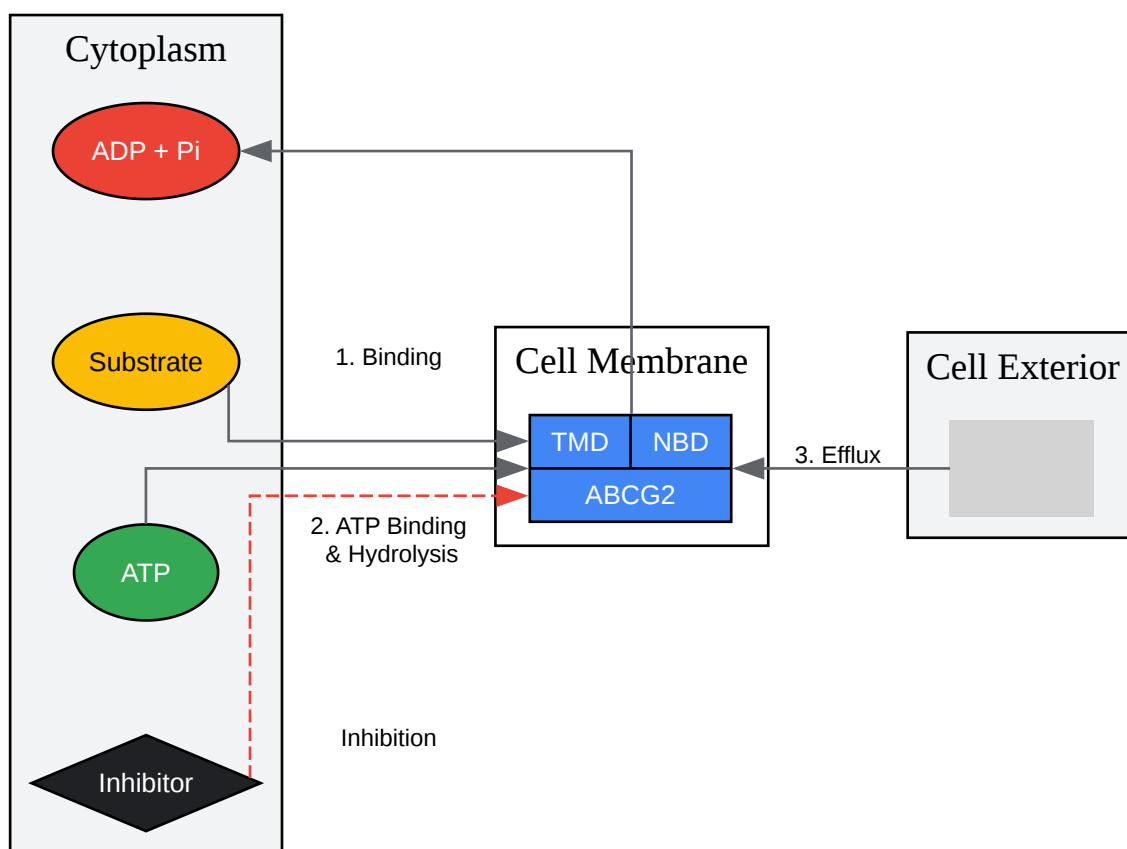 Cytoplasm
ADP + Pi
Substrate
1. Binding
Cell Membrane
Cell Exterior
TMD
NBD
3. Efflux
ABCG2
2. ATP Binding
& Hydrolysis
ATP
Inhibition
Inhibitor